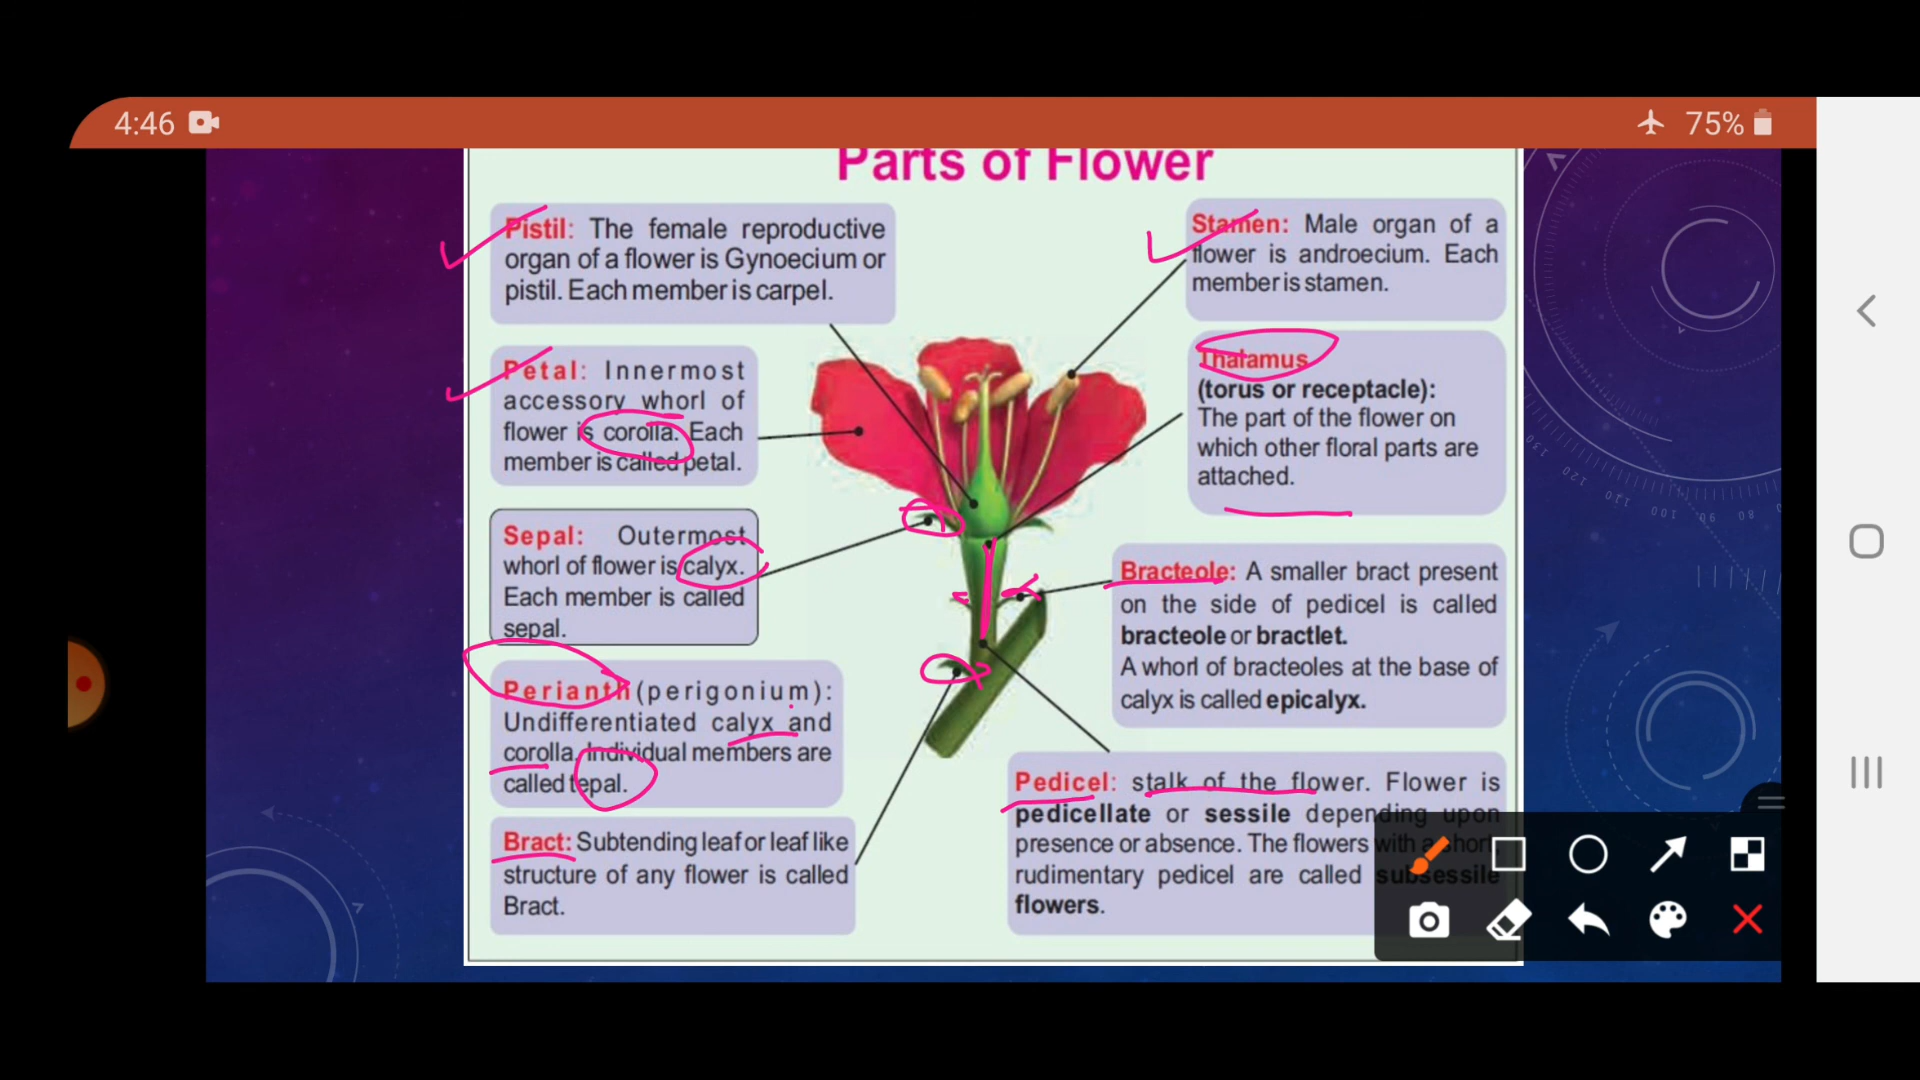 4:46
75%
Parts of Flower
Pistil: The female reproductive
organ of a flower is Gynoecium or
pistil. Each member is carpel.
Stamen: Male organ of a
flower is androecium. Each
member is stamen.
Petal: Innermost
accessory whorl of
flower is corolla. Each
member is called petal.
Thalamus
(torus or receptacle):
The part of the flower on
which other floral parts are
attached.
Sepal: Outermost
whorl of flower is calyx.
Each member is called
sepal.
Bracteole: A smaller bract present
on the side of pedicel is called
bracteole or bractlet.
A whorl of bracteoles at the base of
calyx is called epicalyx.
Perianth (perigonium):
Undifferentiated calyx and
corolla. Individual members are
called tepal.
Pedicel: stalk of the flower. Flower is
pedicellate or sessile depending upon
presence or absence. The flowers with a short,
rudimentary pedicel are called subsessile
flowers.
Bract: Subtending leaf or leaf like
structure of any flower is called
Bract.
130
120
110
100
90
80